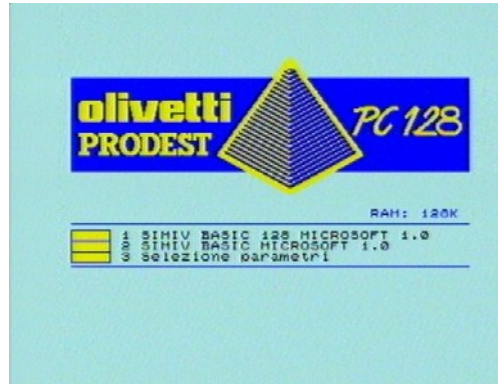 olivetti
PRODEST
PC 128
RAM: 128K
1 SIMIV BASIC 128 MICROSOFT 1.0
2 SIMIV BASIC MICROSOFT 1.0
3 Selezione parametri